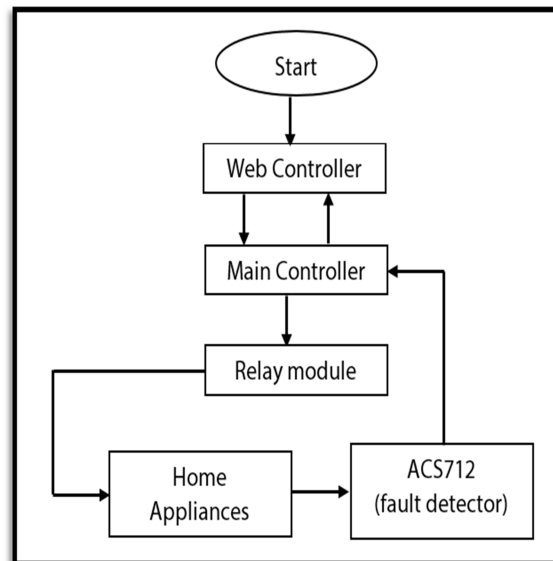 Start
Web Controller
Main Controller
Relay module
Home
Appliances
ACS712
(fault detector)